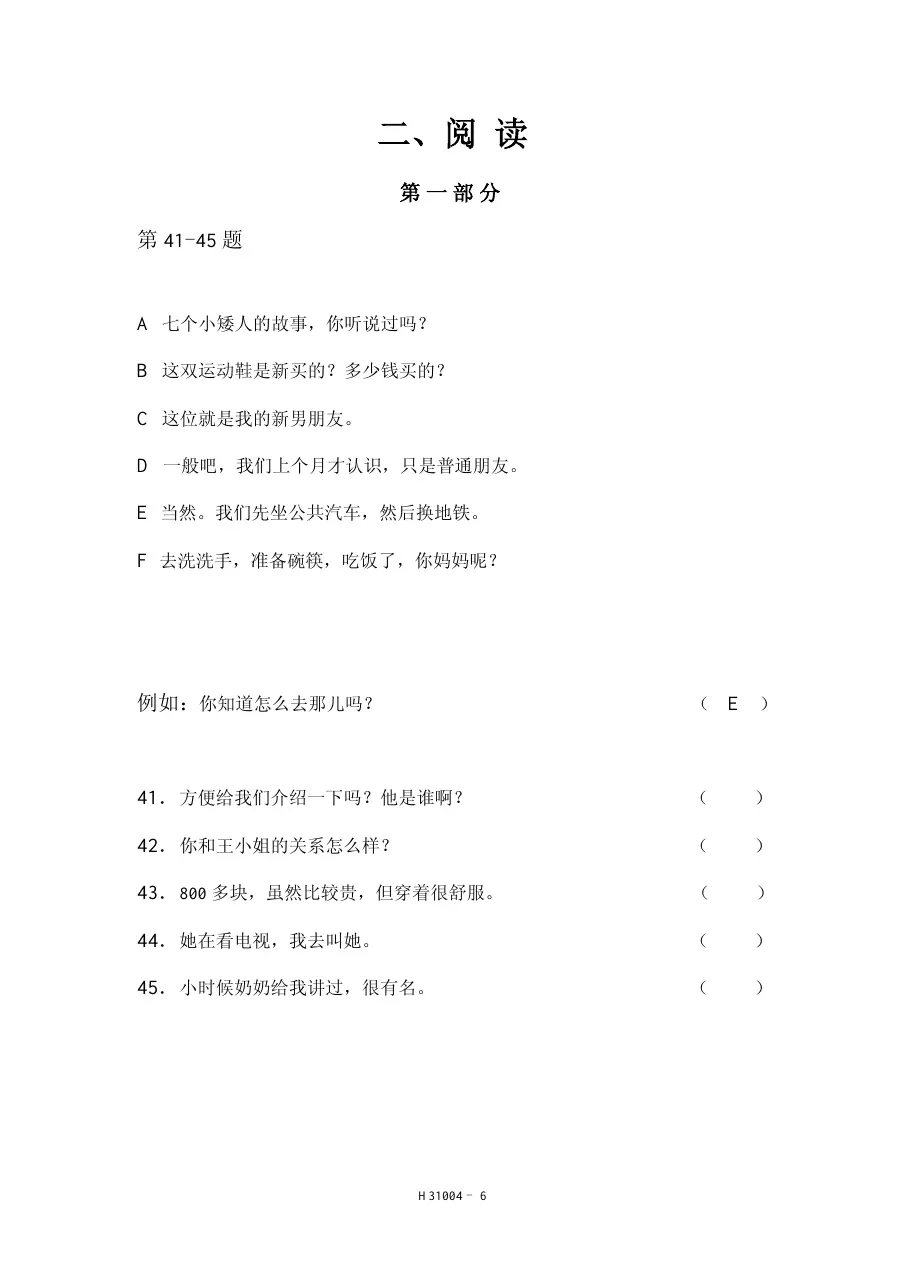 二、阅 读
第一部分
第 41-45 题
A 七个小矮人的故事，你听说过吗？
B 这双运动鞋是新买的？多少钱买的？
C 这位就是我的新男朋友。
D 一般吧，我们上个月才认识，只是普通朋友。
E 当然。我们先坐公共汽车，然后换地铁。
F 去洗洗手，准备碗筷，吃饭了，你妈妈呢？
例如：你知道怎么去那儿吗？ （ E ）
41. 方便给我们介绍一下吗？他是谁啊？ （ ）
42. 你和王小姐的关系怎么样？ （ ）
43. 800 多块，虽然比较贵，但穿着很舒服。 （ ）
44. 她在看电视，我去叫她。 （ ）
45. 小时候奶奶给我讲过，很有名。 （ ）
H31004 - 6